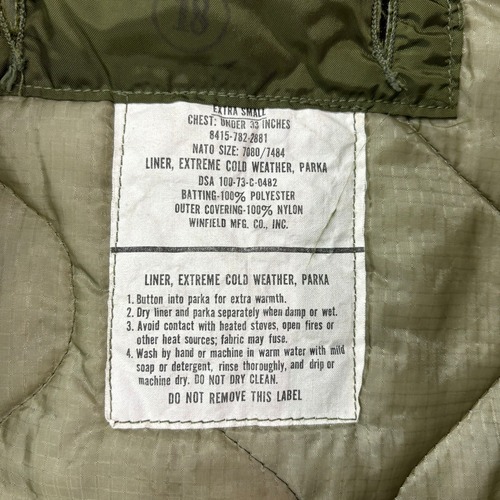 18
EXTRA SMALL
CHEST: UNDER 33 INCHES
8415-782-2881
NATO SIZE: 7080/7484
LINER, EXTREME COLD WEATHER, PARKA
DSA 100-73-C-0482
BATTING-100% POLYESTER
OUTER COVERING-100% NYLON
WINFIELD MFG. CO., INC.
LINER, EXTREME COLD WEATHER, PARKA
1. Button into parka for extra warmth.
2. Dry liner and parka separately when damp or wet.
3. Avoid contact with heated stoves, open fires or
other heat sources; fabric may fuse.
4. Wash by hand or machine in warm water with mild
soap or detergent, rinse thoroughly, and drip or
machine dry. DO NOT DRY CLEAN.
DO NOT REMOVE THIS LABEL